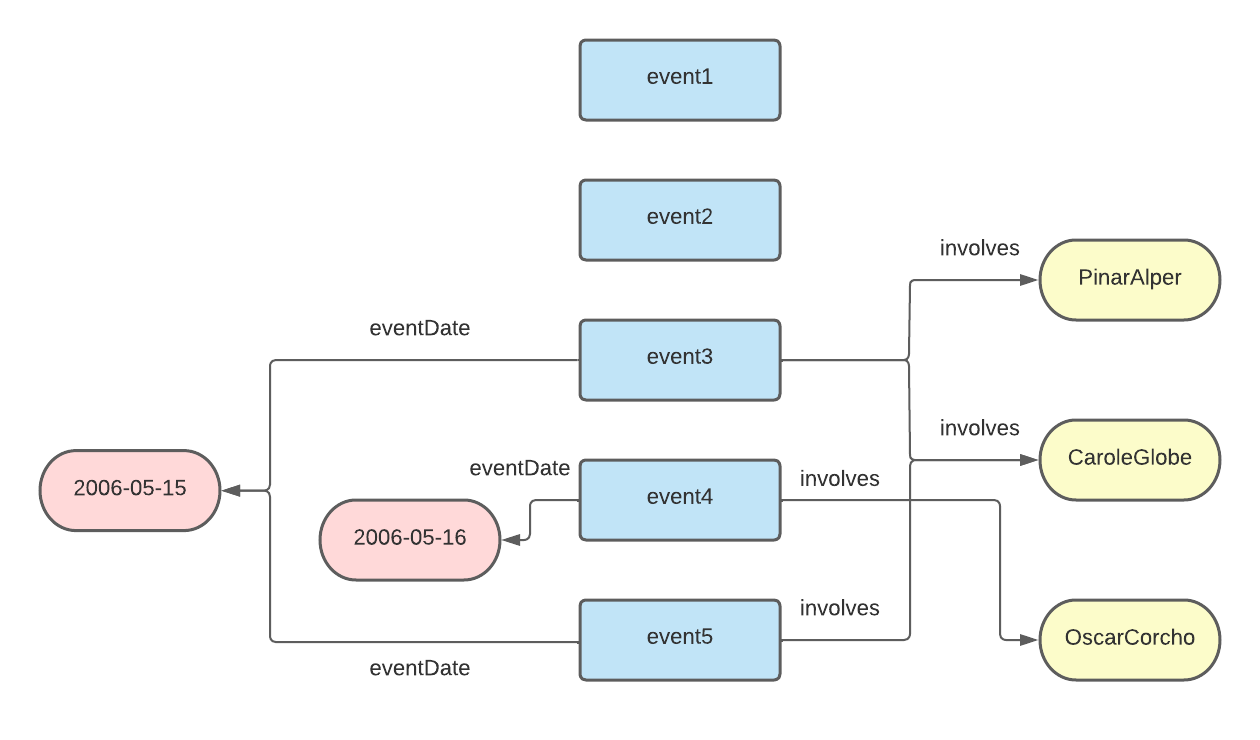 event1
event2
involves
PinarAlper
eventDate
event3
involves
CaroleGlobe
eventDate
event4
involves
2006-05-15
2006-05-16
involves
event5
OscarCorcho
eventDate